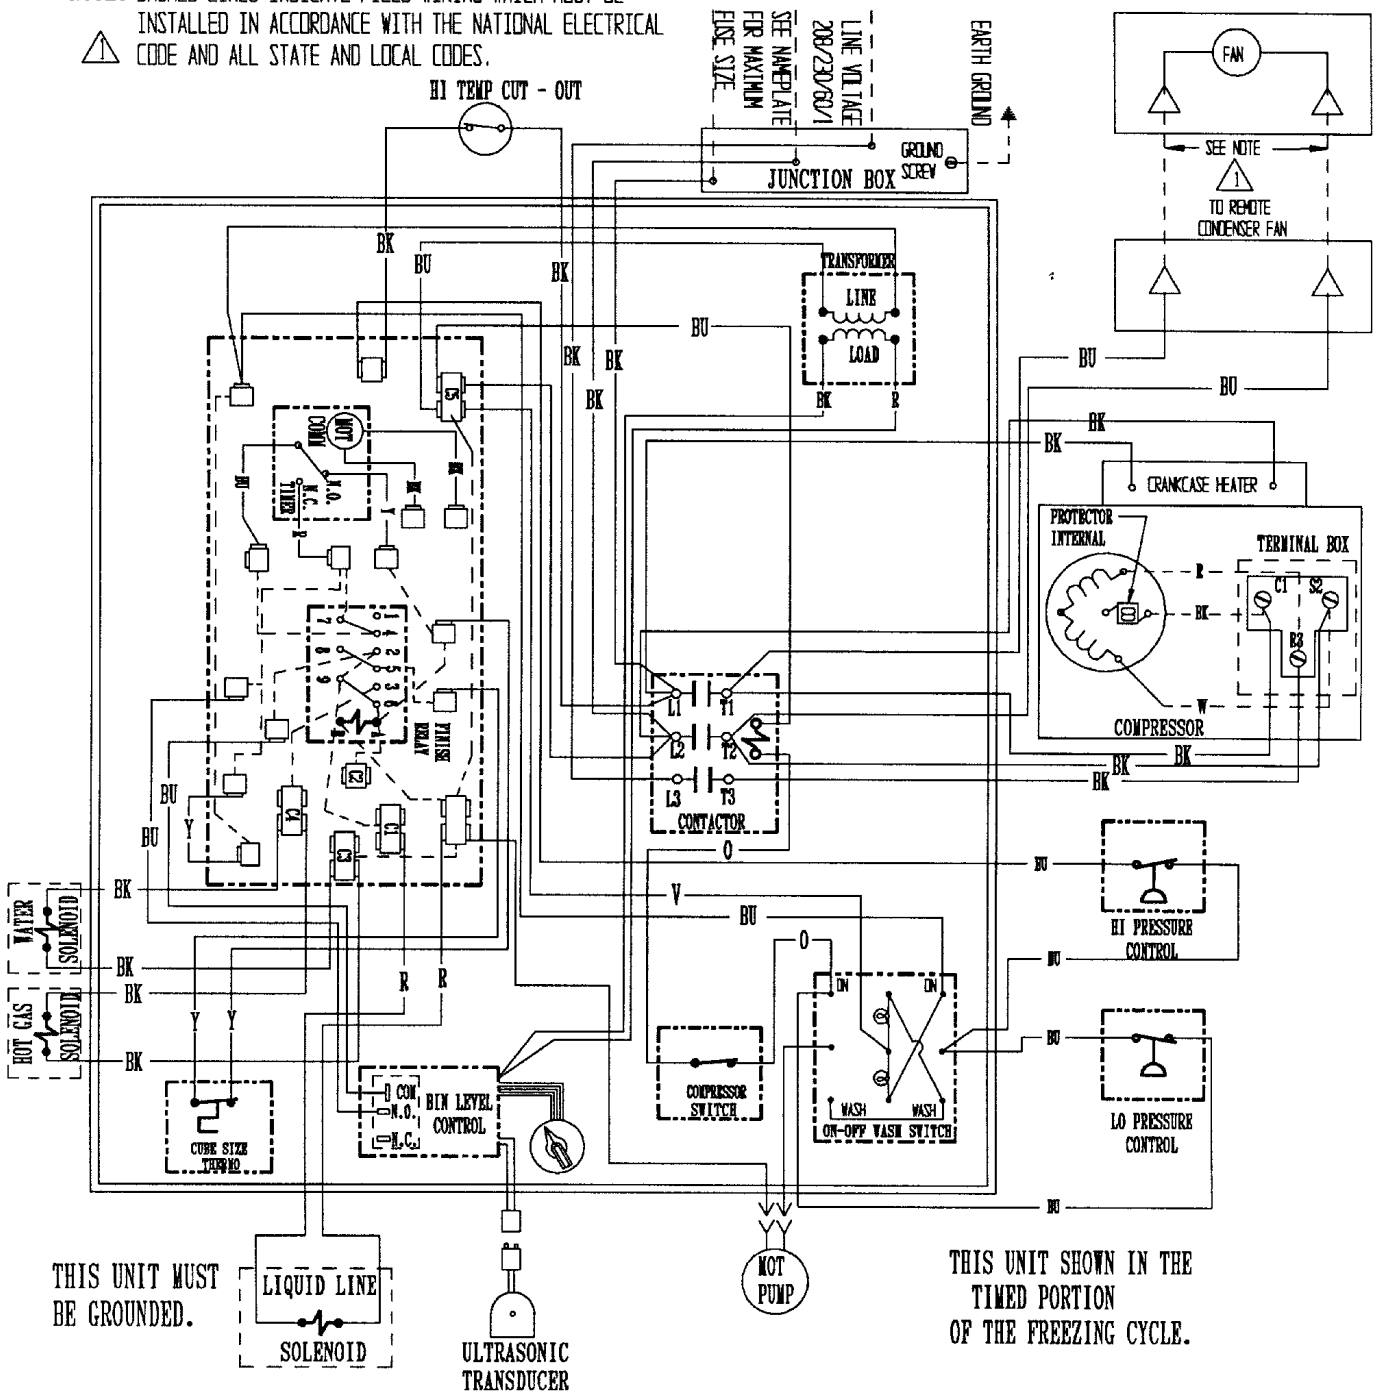 INSTALLED IN ACCORDANCE WITH THE NATIONAL ELECTRICAL
1 CODE AND ALL STATE AND LOCAL CODES.
HI TEMP CUT - OUT
SEE NAMEPLATE
FOR MAXIMUM
FUSE SIZE
LINE VOLTAGE
208/230/60/1
EARTH GROUND
GROUND
SCREW
JUNCTION BOX
FAN
SEE NOTE
1
TO REMOTE
CONDENSER FAN
BK
BU
BK
TRANSFORMER
LINE
LOAD
BK
R
BU
BK
BK
BK
BU
BU
BK
BK
CRANKCASE HEATER
PROTECTOR
INTERNAL
TERMINAL BOX
C1
S2
R3
R
BK
W
COMPRESSOR
C5
MOT
COMM
N.O.
N.C.
TIMER
BU
Y
7
1
4
8
2
5
9
3
6
FINISH
RELAY
C4
C1
C3
L1
T1
L2
T2
L3
T3
CONTACTOR
BK
BK
BK
O
BU
BU
Y
BU
HI PRESSURE
CONTROL
V
BU
O
BU
BK
WATER
SOLENOID
BK
BK
HOT GAS
SOLENOID
BK
R
R
Y
Y
CUBE SIZE
THERMO
COM
N.O.
N.C.
BIN LEVEL
CONTROL
COMPRESSOR
SWITCH
ON
ON
WASH
WASH
ON-OFF WASH SWITCH
BU
LO PRESSURE
CONTROL
BU
MOT
PUMP
THIS UNIT MUST
BE GROUNDED.
LIQUID LINE
SOLENOID
ULTRASONIC
TRANSDUCER
THIS UNIT SHOWN IN THE
TIMED PORTION
OF THE FREEZING CYCLE.